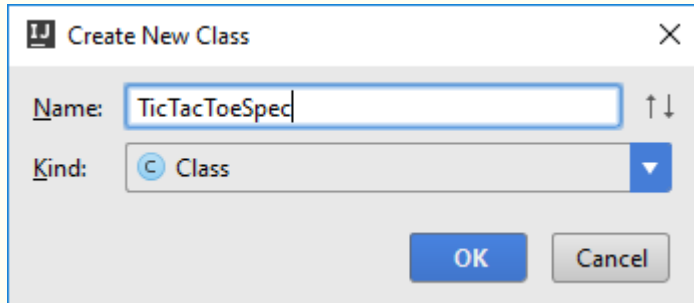 IJ Create New Class
Name: TicTacToeSpec
Kind: C Class
OK Cancel